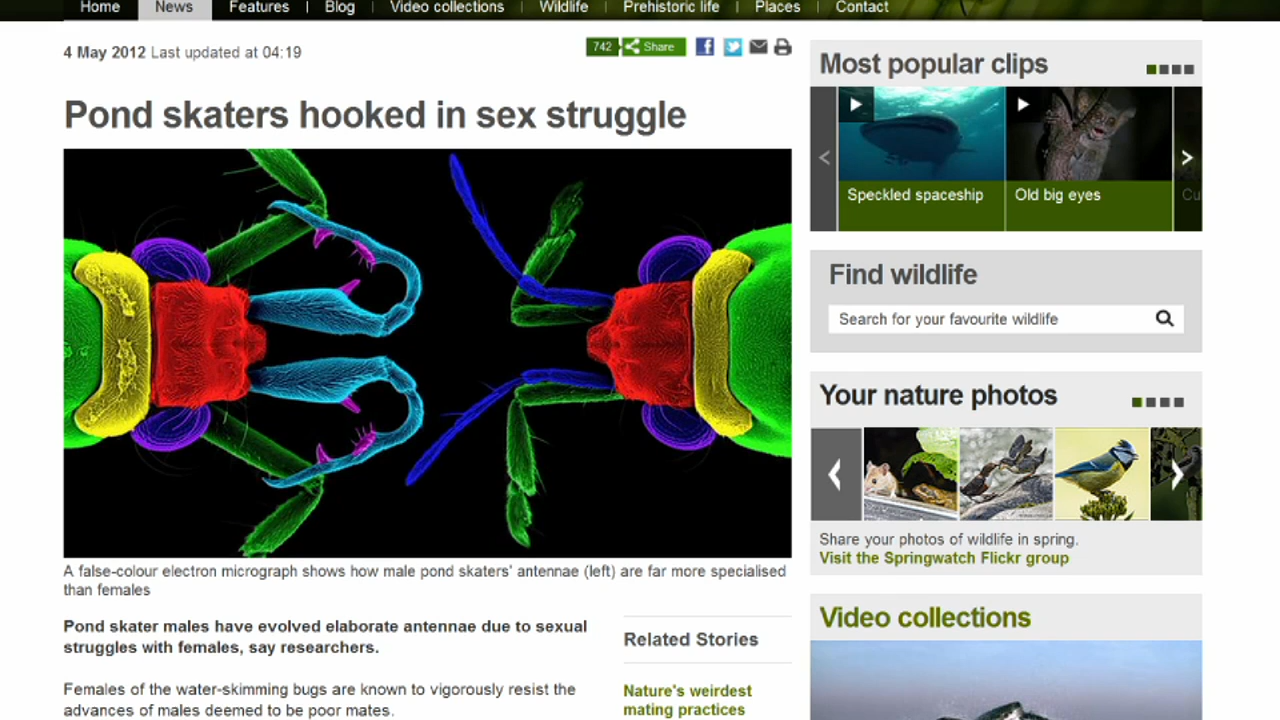 Home News Features Blog Video collections Wildlife Prehistoric life Places Contact
4 May 2012 Last updated at 04:19
742 Share
Pond skaters hooked in sex struggle
A false-colour electron micrograph shows how male pond skaters' antennae (left) are far more specialised
than females
Pond skater males have evolved elaborate antennae due to sexual
struggles with females, say researchers.
Females of the water-skimming bugs are known to vigorously resist the
advances of males deemed to be poor mates.
Related Stories
Nature's weirdest
mating practices
Most popular clips
Speckled spaceship Old big eyes Cu
Find wildlife
Search for your favourite wildlife
Your nature photos
Share your photos of wildlife in spring.
Visit the Springwatch Flickr group
Video collections